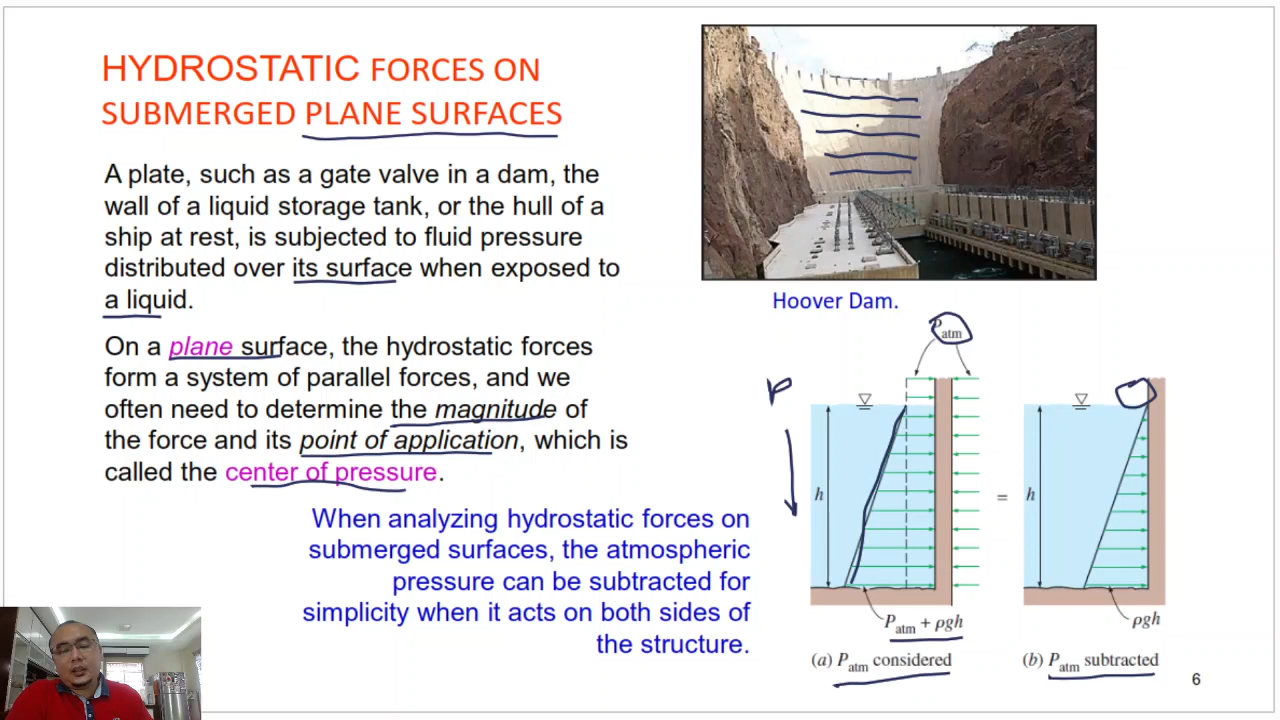 HYDROSTATIC FORCES ON
SUBMERGED PLANE SURFACES
A plate, such as a gate valve in a dam, the
wall of a liquid storage tank, or the hull of a
ship at rest, is subjected to fluid pressure
distributed over its surface when exposed to
a liquid.
On a plane surface, the hydrostatic forces
form a system of parallel forces, and we
often need to determine the magnitude of
the force and its point of application, which is
called the center of pressure.
When analyzing hydrostatic forces on
submerged surfaces, the atmospheric
pressure can be subtracted for
simplicity when it acts on both sides of
the structure.
Hoover Dam.
Patm
P
h
=
h
Patm + ρgh
ρgh
(a) Patm considered
(b) Patm subtracted
6